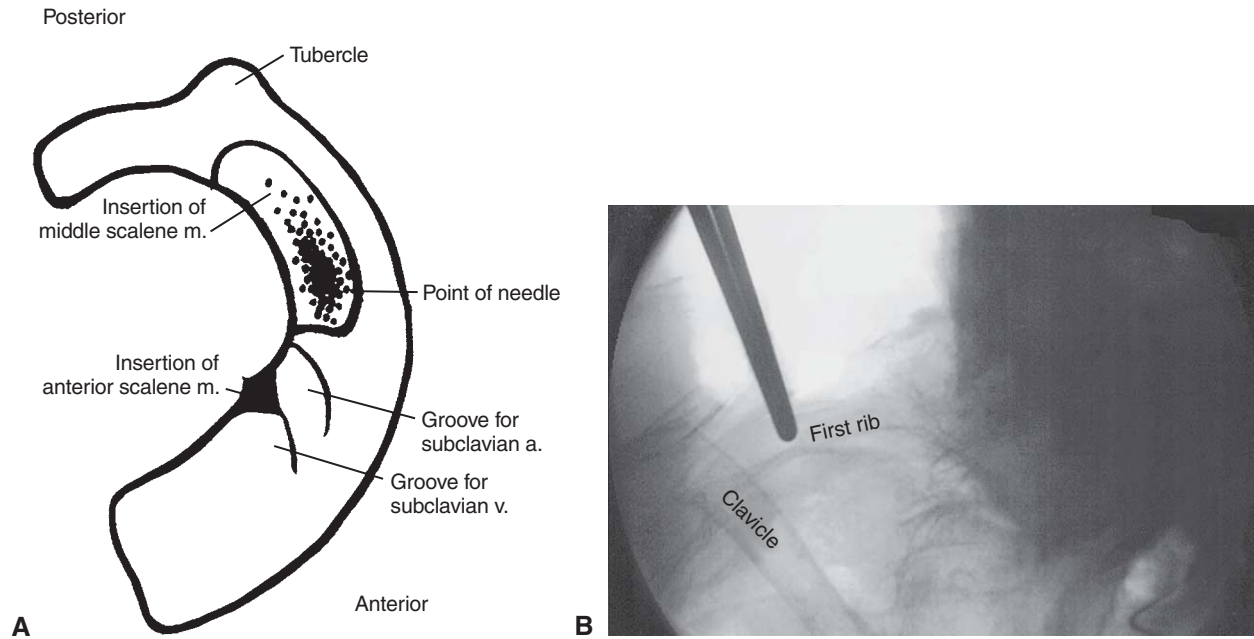 Posterior
Tubercle
Insertion of
middle scalene m.
Point of needle
Insertion of
anterior scalene m.
Groove for
subclavian a.
Groove for
subclavian v.
Anterior
A
First rib
Clavicle
B